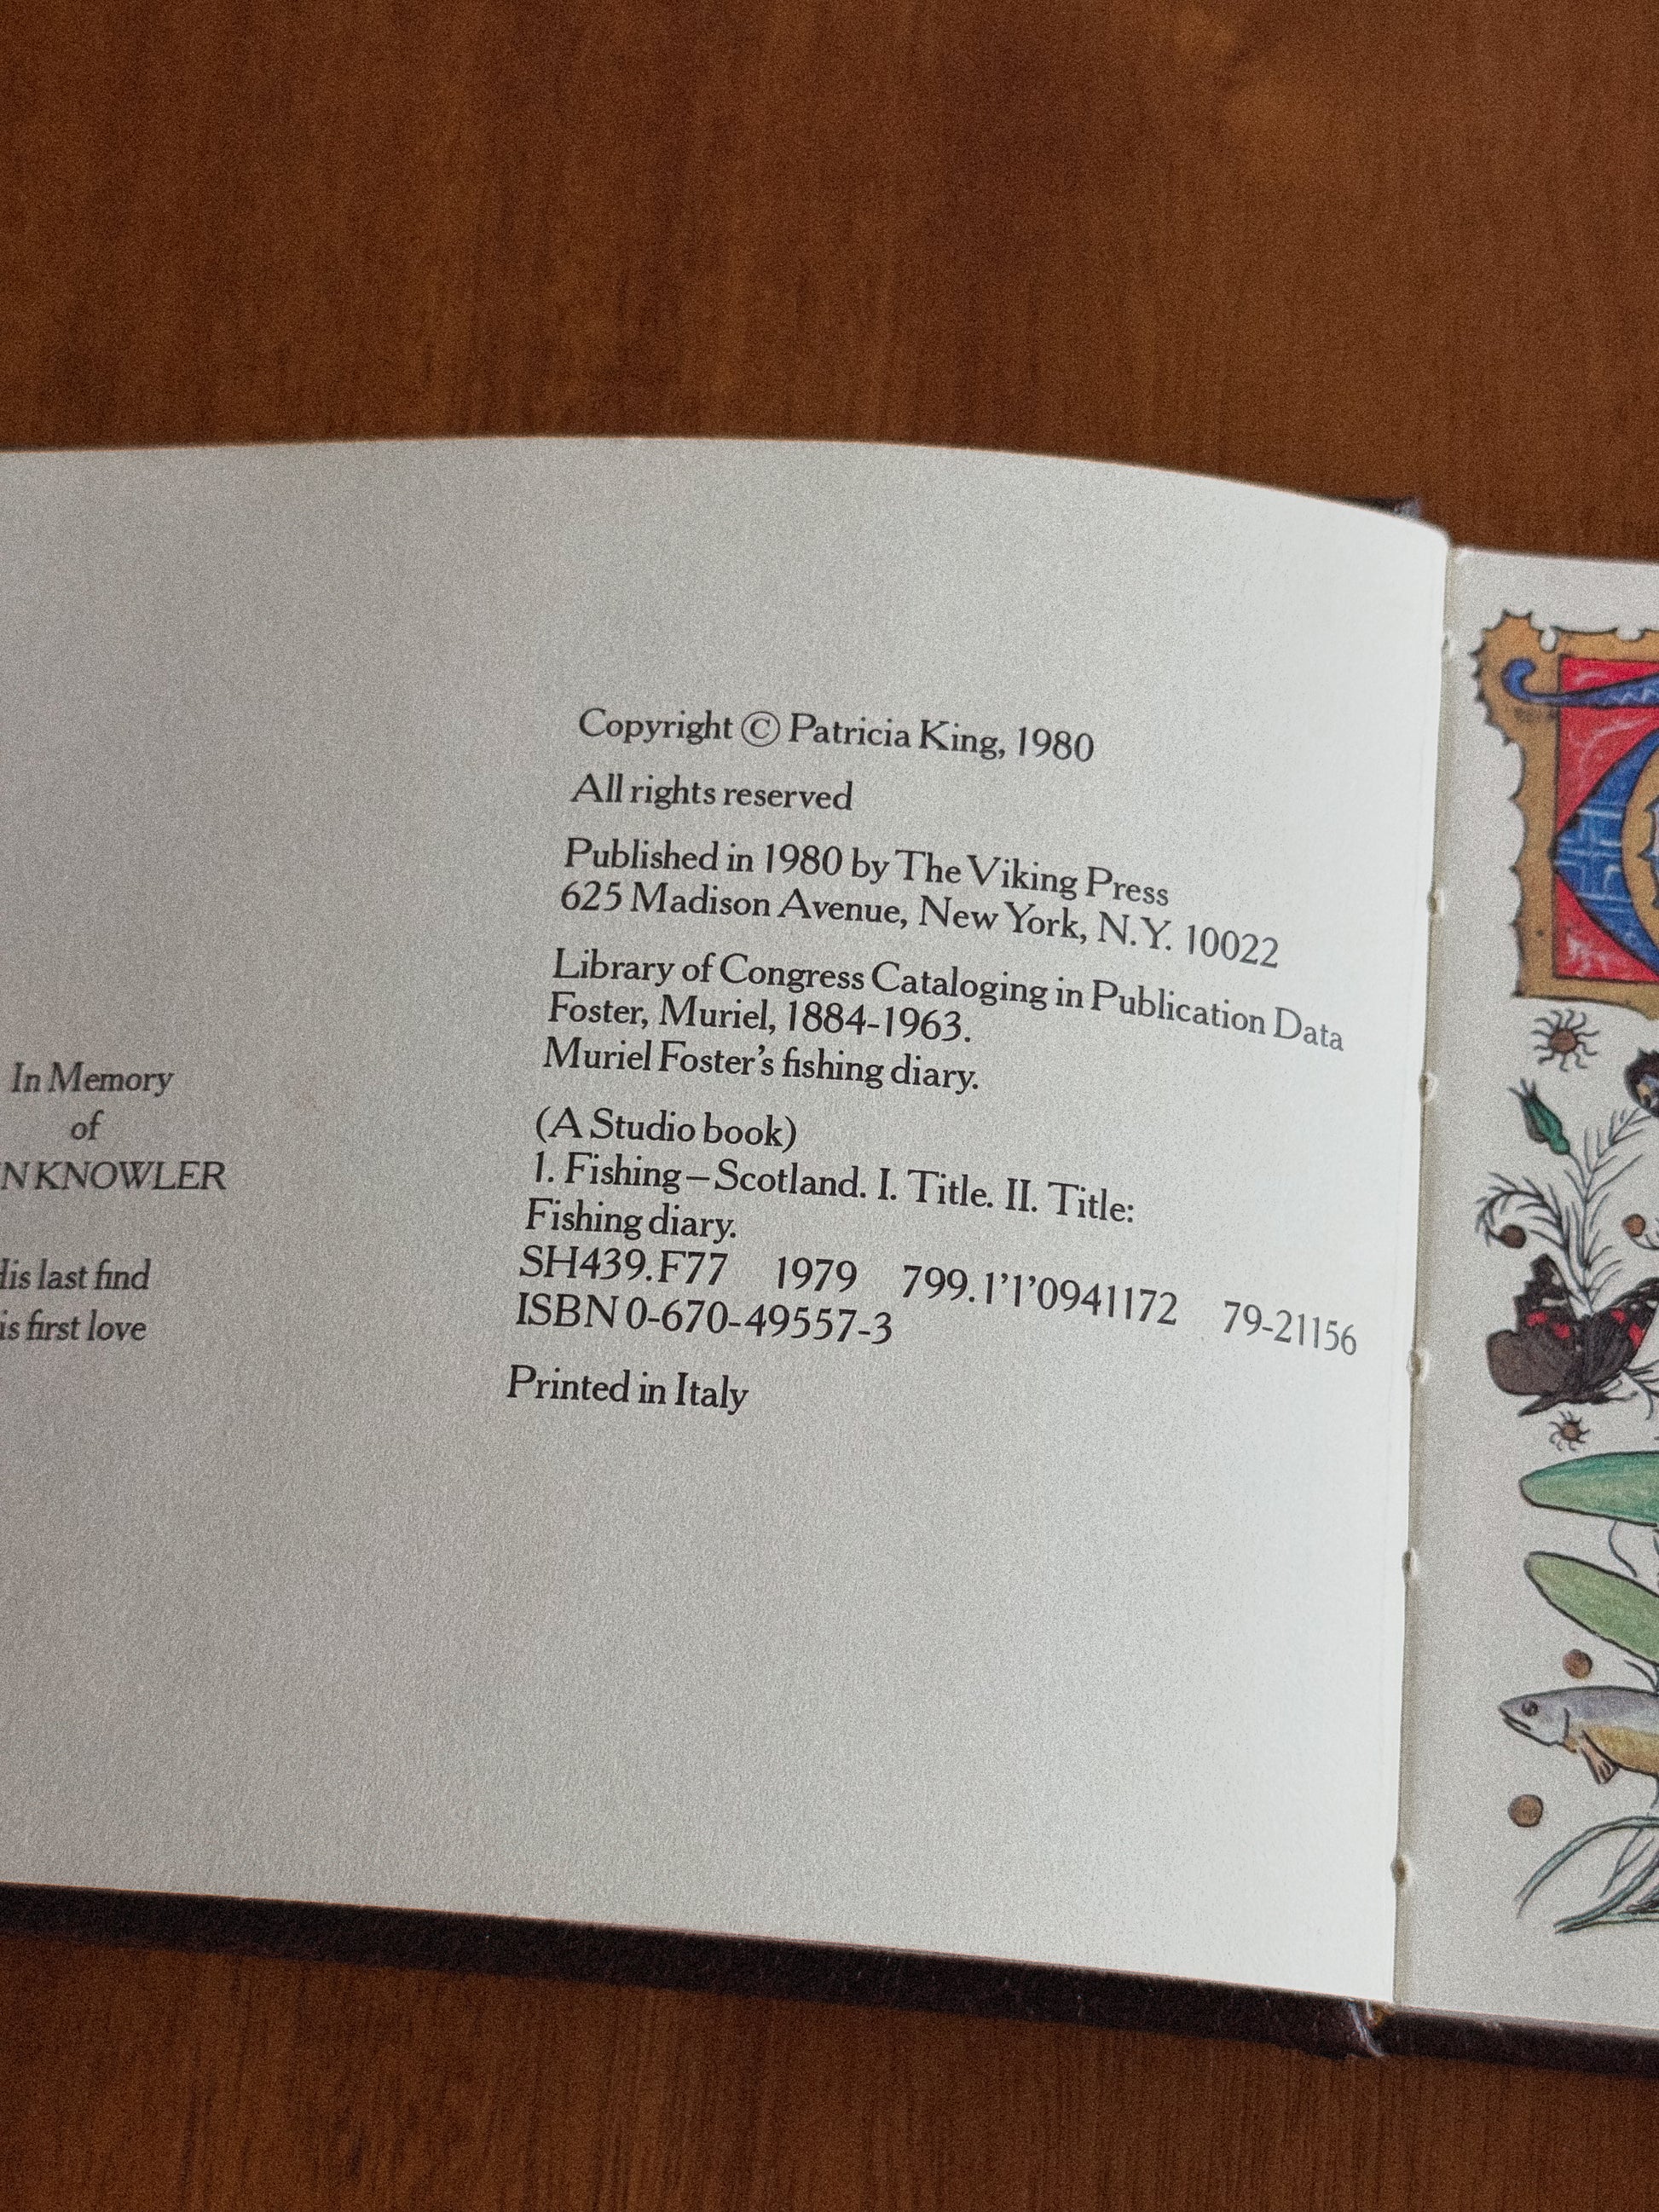 In Memory
of
KNOWLER
last find
first love
Copyright © Patricia King, 1980
All rights reserved
Published in 1980 by The Viking Press
625 Madison Avenue, New York, N.Y. 10022
Library of Congress Cataloging in Publication Data
Foster, Muriel, 1884-1963.
Muriel Foster's fishing diary.
(A Studio book)
1. Fishing—Scotland. I. Title. II. Title:
Fishing diary.
SH439.F77 1979 799.1'1'0941172 79-21156
ISBN 0-670-49557-3
Printed in Italy